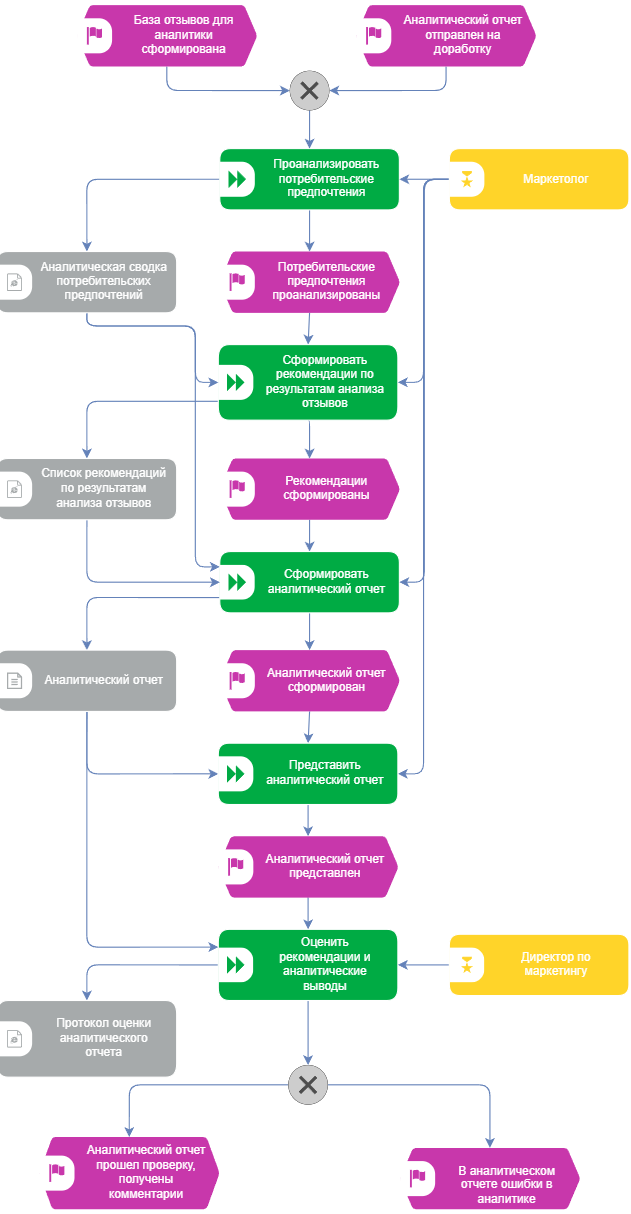 База отзывов для
аналитики
сформирована
Аналитический отчет
отправлен на
доработку
Проанализировать
потребительские
предпочтения
Маркетолог
Аналитическая сводка
потребительских
предпочтений
Потребительские
предпочтения
проанализированы
Сформировать
рекомендации по
результатам анализа
отзывов
Список рекомендаций
по результатам
анализа отзывов
Рекомендации
сформированы
Сформировать
аналитический отчет
Аналитический отчет
Аналитический отчет
сформирован
Представить
аналитический отчет
Аналитический отчет
представлен
Оценить
рекомендации и
аналитические
выводы
Директор по
маркетингу
Протокол оценки
аналитического
отчета
Аналитический отчет
прошел проверку,
получены
комментарии
В аналитическом
отчете ошибки в
аналитике